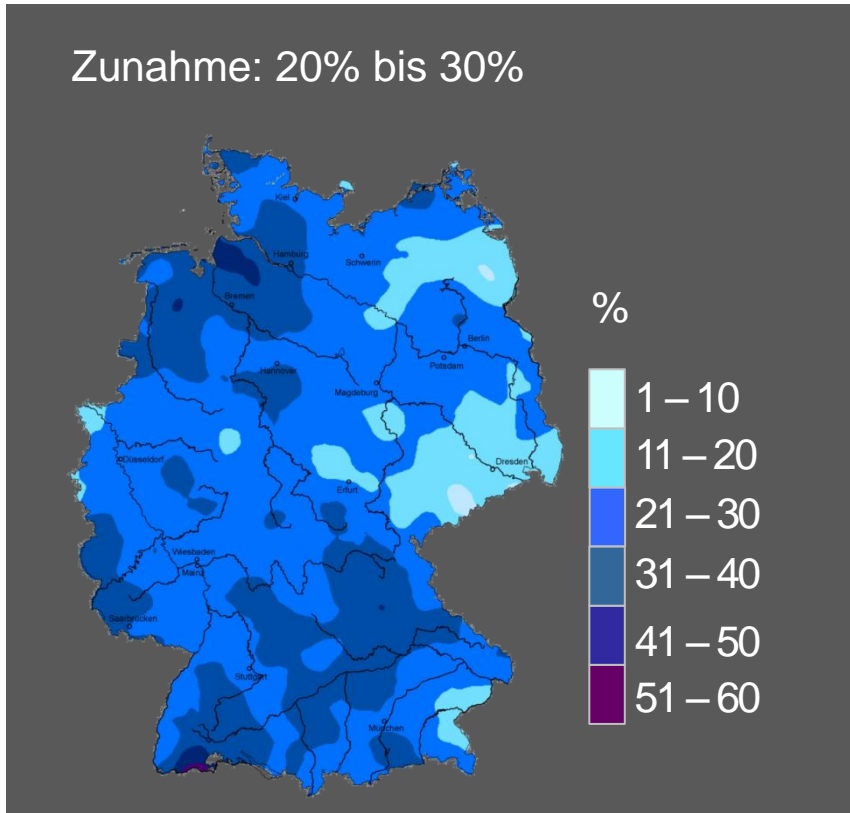 Zunahme: 20% bis 30%
Kiel
Hamburg
Schwerin
Bremen
Berlin
Potsdam
Hannover
Magdeburg
Düsseldorf
Dresden
Erfurt
Wiesbaden
Mainz
Saarbrücken
Stuttgart
München
%
1 – 10
11 – 20
21 – 30
31 – 40
41 – 50
51 – 60